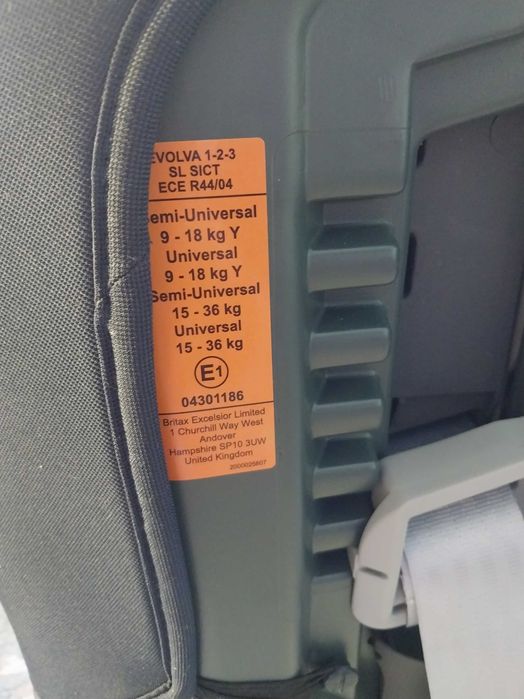 EVOLVA 1-2-3
SL SICT
ECE R44/04
Semi-Universal
9 - 18 kg Y
Universal
9 - 18 kg Y
Semi-Universal
15 - 36 kg
Universal
15 - 36 kg
E1
04301186
Britax Excelsior Limited
1 Churchill Way West
Andover
Hampshire SP10 3UW
United Kingdom
2000025807